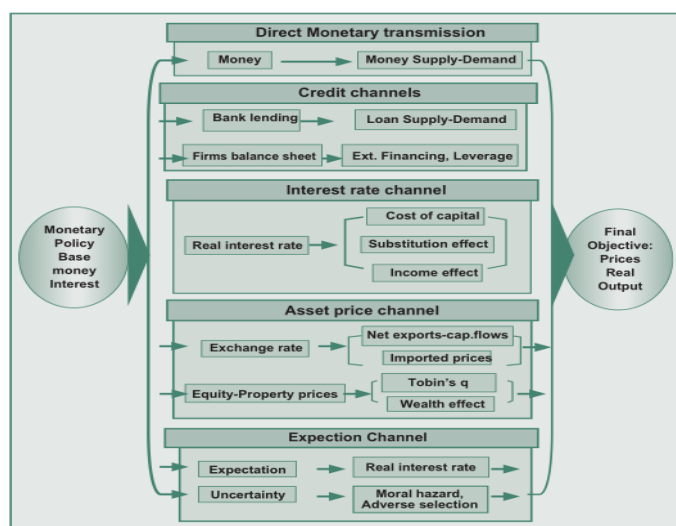 Direct Monetary transmission
Money
Money Supply-Demand
Credit channels
Bank lending
Loan Supply-Demand
Firms balance sheet
Ext. Financing, Leverage
Interest rate channel
Real interest rate
Cost of capital
Substitution effect
Income effect
Asset price channel
Exchange rate
Net exports-cap.flows
Imported prices
Equity-Property prices
Tobin's q
Wealth effect
Expection Channel
Expectation
Real interest rate
Uncertainty
Moral hazard,
Adverse selection
Monetary
Policy
Base
money
Interest
Final
Objective:
Prices
Real
Output